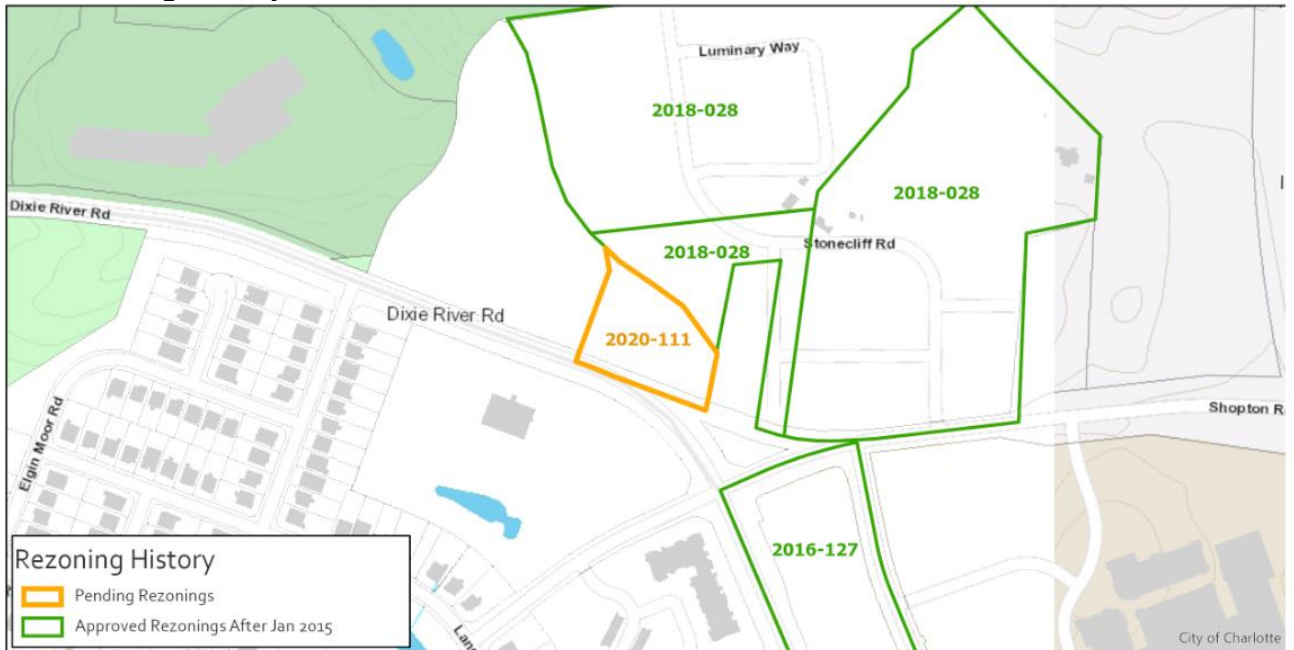 Luminary Way
2018-028
2018-028
Dixie River Rd
2018-028
Stonecliff Rd
Dixie River Rd
2020-111
Shopton R
Elgin Moor Rd
2016-127
Rezoning History
Pending Rezonings
Approved Rezonings After Jan 2015
Lan
City of Charlotte